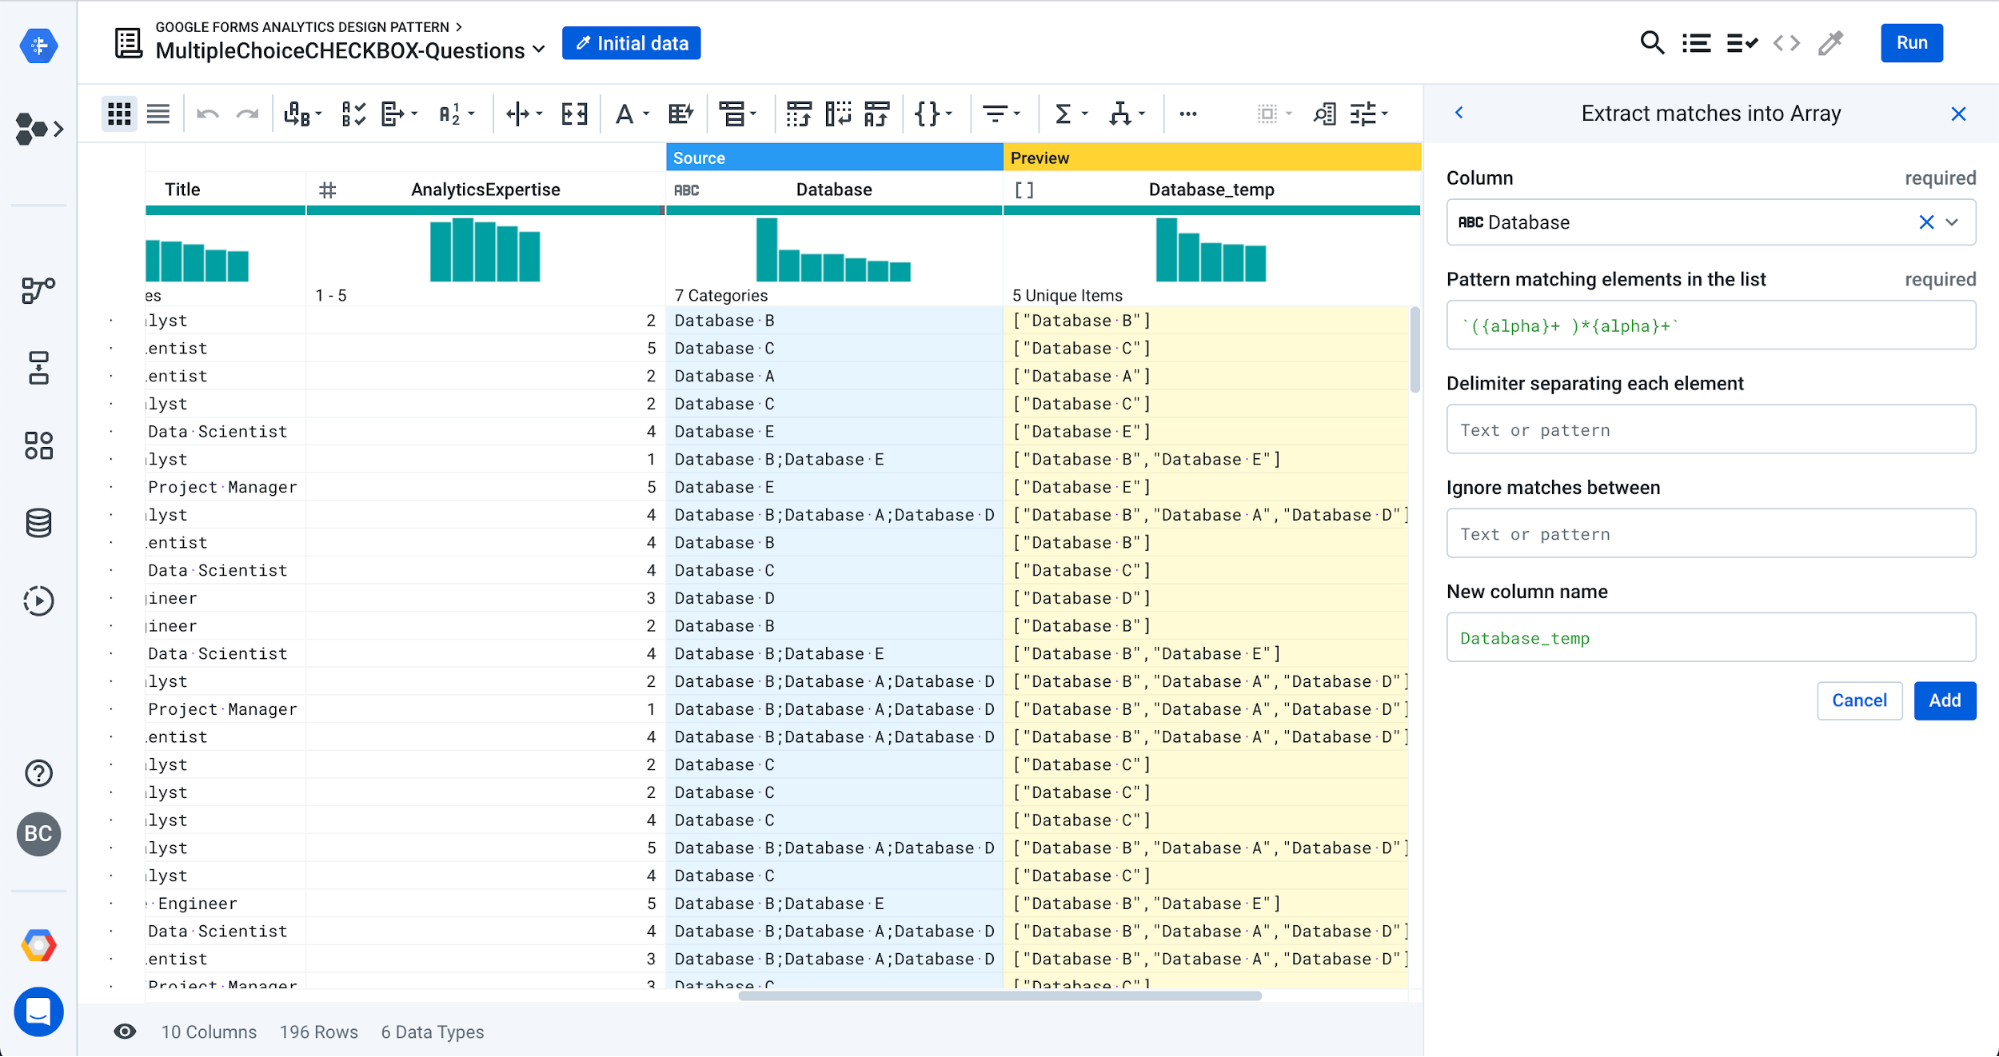 GOOGLE FORMS ANALYTICS DESIGN PATTERN >
MultipleChoiceCHECKBOX-Questions
Initial data
Run
Extract matches into Array
Source Preview
Title # AnalyticsExpertise ABC Database [ ] Database_temp
es 1 - 5 7 Categories 5 Unique Items
lyst 2 Database B ["Database B"]
entist 5 Database C ["Database C"]
entist 2 Database A ["Database A"]
lyst 2 Database C ["Database C"]
Data Scientist 4 Database E ["Database E"]
lyst 1 Database B;Database E ["Database B","Database E"]
Project Manager 5 Database E ["Database E"]
lyst 4 Database B;Database A;Database D ["Database B","Database A","Database D"]
entist 4 Database B ["Database B"]
Data Scientist 4 Database C ["Database C"]
ineer 3 Database D ["Database D"]
ineer 2 Database B ["Database B"]
Data Scientist 4 Database B;Database E ["Database B","Database E"]
lyst 2 Database B;Database A;Database D ["Database B","Database A","Database D"]
Project Manager 1 Database B;Database A;Database D ["Database B","Database A","Database D"]
entist 4 Database B;Database A;Database D ["Database B","Database A","Database D"]
lyst 2 Database C ["Database C"]
lyst 2 Database C ["Database C"]
lyst 4 Database C ["Database C"]
lyst 5 Database B;Database A;Database D ["Database B","Database A","Database D"]
lyst 4 Database C ["Database C"]
Engineer 5 Database B;Database E ["Database B","Database E"]
Data Scientist 4 Database B;Database A;Database D ["Database B","Database A","Database D"]
entist 3 Database B;Database A;Database D ["Database B","Database A","Database D"]
Project Manager 3 Database C ["Database C"]
10 Columns 196 Rows 6 Data Types
BC
Column required
ABC Database
Pattern matching elements in the list required
`({alpha}+ )*{alpha}+`
Delimiter separating each element
Text or pattern
Ignore matches between
Text or pattern
New column name
Database_temp
Cancel Add